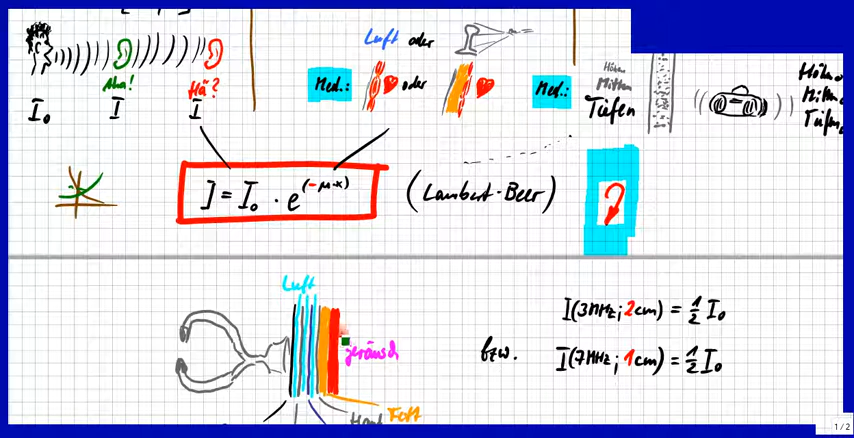 Luft oder
Aha!
Hä?
I₀ I I
Med.:
oder
Med.:
Höhen
Mitten
Tiefen
Höhen
Mitten
Tiefen
I = I₀ · e^(-μ·x)
(Lambert-Beer)
Luft
geräusch
Haut
Fett
I(3MHz; 2cm) = ½ I₀
bzw.
I(7MHz; 1cm) = ½ I₀
1 / 2